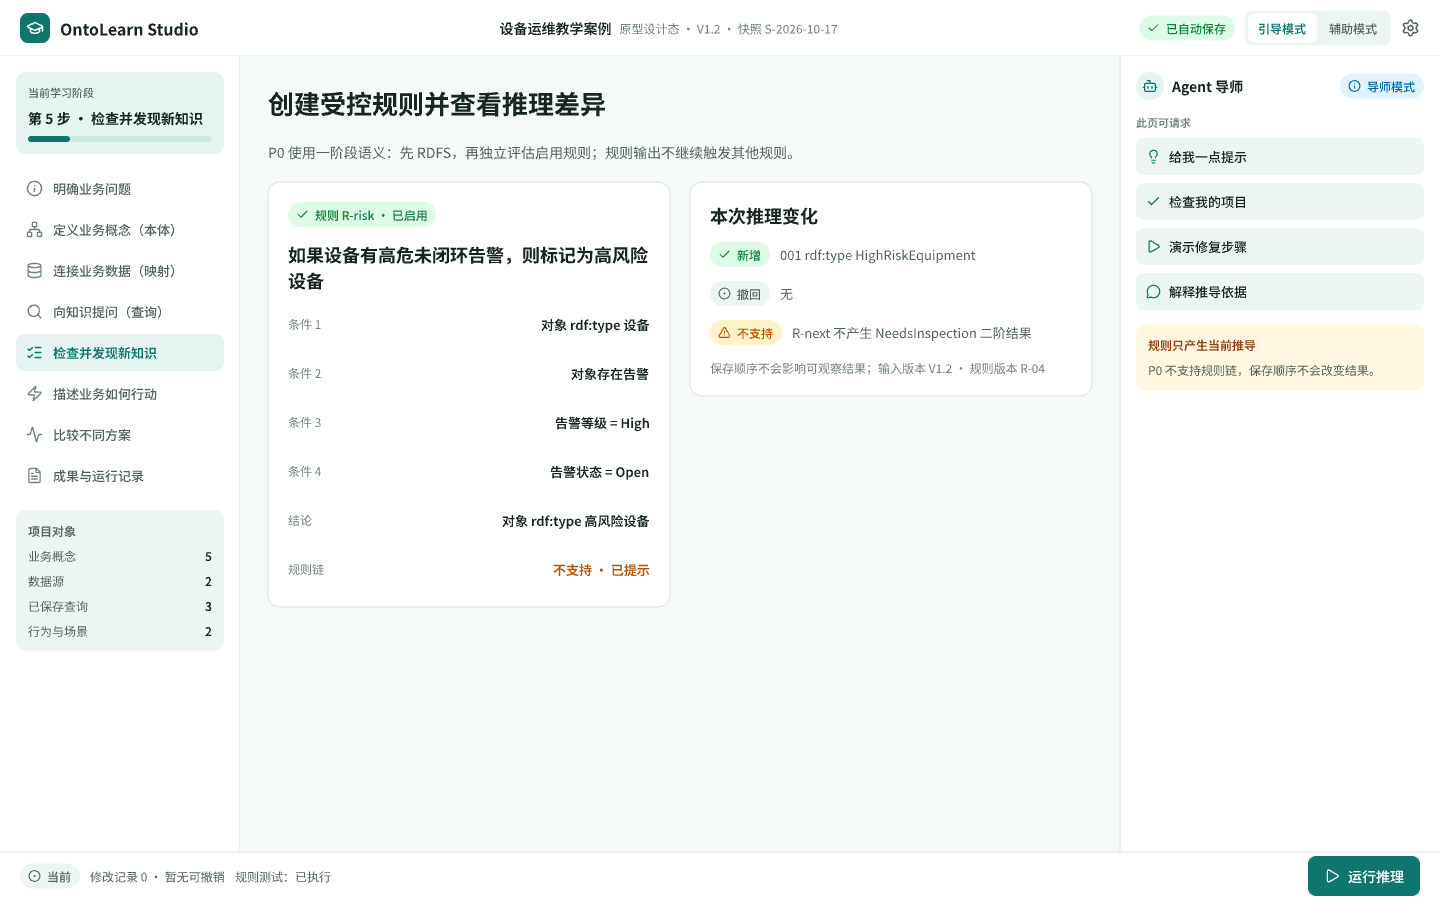 OntoLearn Studio
设备运维教学案例 原型设计态 · V1.2 · 快照 S-2026-10-17
已自动保存
引导模式 辅助模式
当前学习阶段
第 5 步 · 检查并发现新知识
明确业务问题
定义业务概念（本体）
连接业务数据（映射）
向知识提问（查询）
检查并发现新知识
描述业务如何行动
比较不同方案
成果与运行记录
项目对象
业务概念 5
数据源 2
已保存查询 3
行为与场景 2
创建受控规则并查看推理差异
P0 使用一阶段语义：先 RDFS，再独立评估启用规则；规则输出不继续触发其他规则。
规则 R-risk · 已启用
如果设备有高危未闭环告警，则标记为高风险
设备
条件 1 对象 rdf:type 设备
条件 2 对象存在告警
条件 3 告警等级 = High
条件 4 告警状态 = Open
结论 对象 rdf:type 高风险设备
规则链 不支持 · 已提示
本次推理变化
新增 001 rdf:type HighRiskEquipment
撤回 无
不支持 R-next 不产生 NeedsInspection 二阶结果
保存顺序不会影响可观察结果；输入版本 V1.2 · 规则版本 R-04
Agent 导师 导师模式
此页可请求
给我一点提示
检查我的项目
演示修复步骤
解释推导依据
规则只产生当前推导
P0 不支持规则链，保存顺序不会改变结果。
当前 修改记录 0 · 暂无可撤销 规则测试：已执行
运行推理